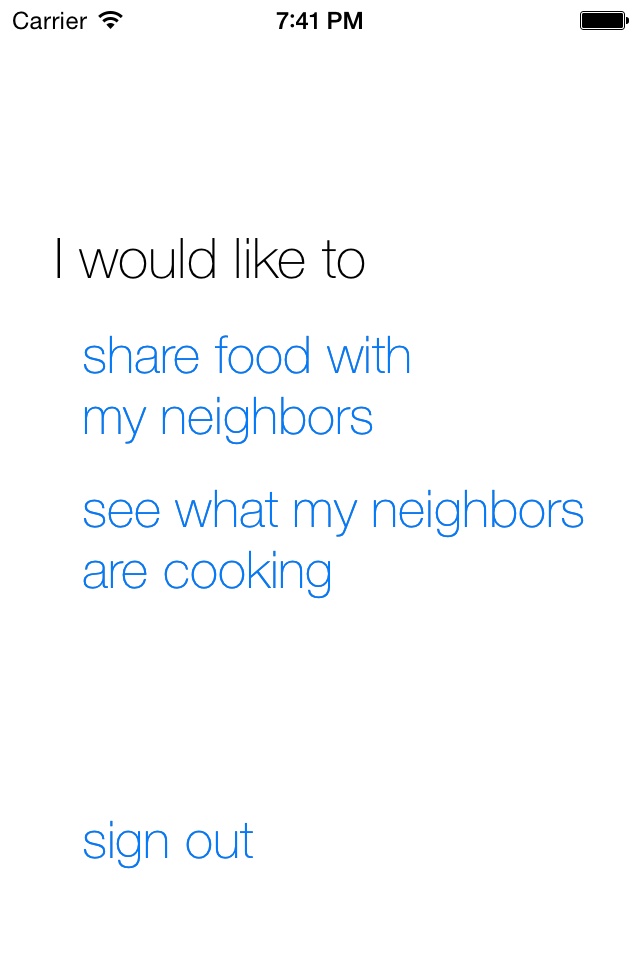 Carrier 7:41 PM
I would like to
share food with
my neighbors
see what my neighbors
are cooking
sign out